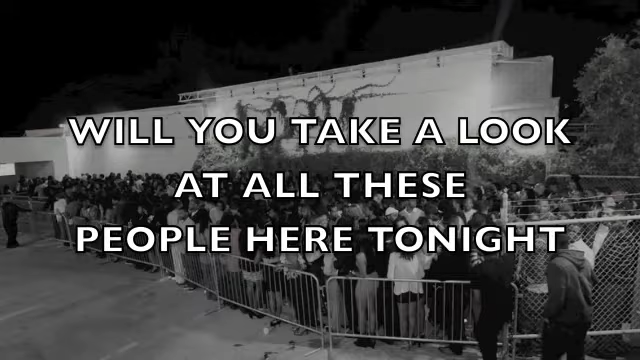 WILL YOU TAKE A LOOK
AT ALL THESE
PEOPLE HERE TONIGHT